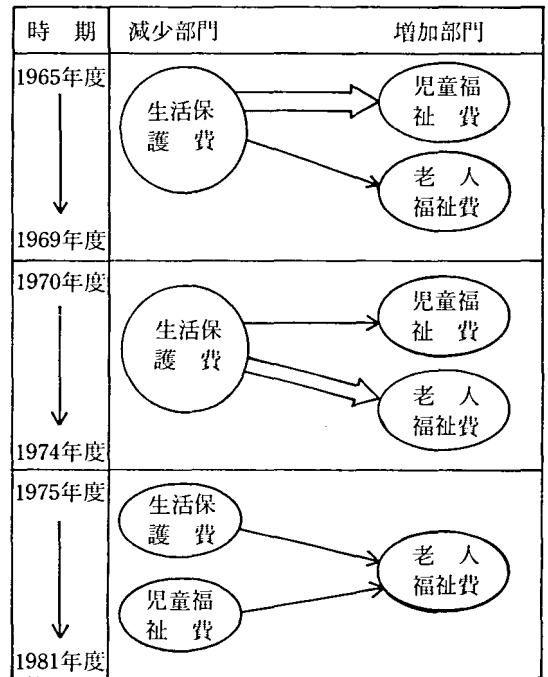 時 期 減少部門 増加部門
1965年度
生活保
護 費
児童福
祉 費
老 人
福祉費
1969年度
1970年度
生活保
護 費
児童福
祉 費
老 人
福祉費
1974年度
1975年度
生活保
護 費
児童福
祉 費
老 人
福祉費
1981年度